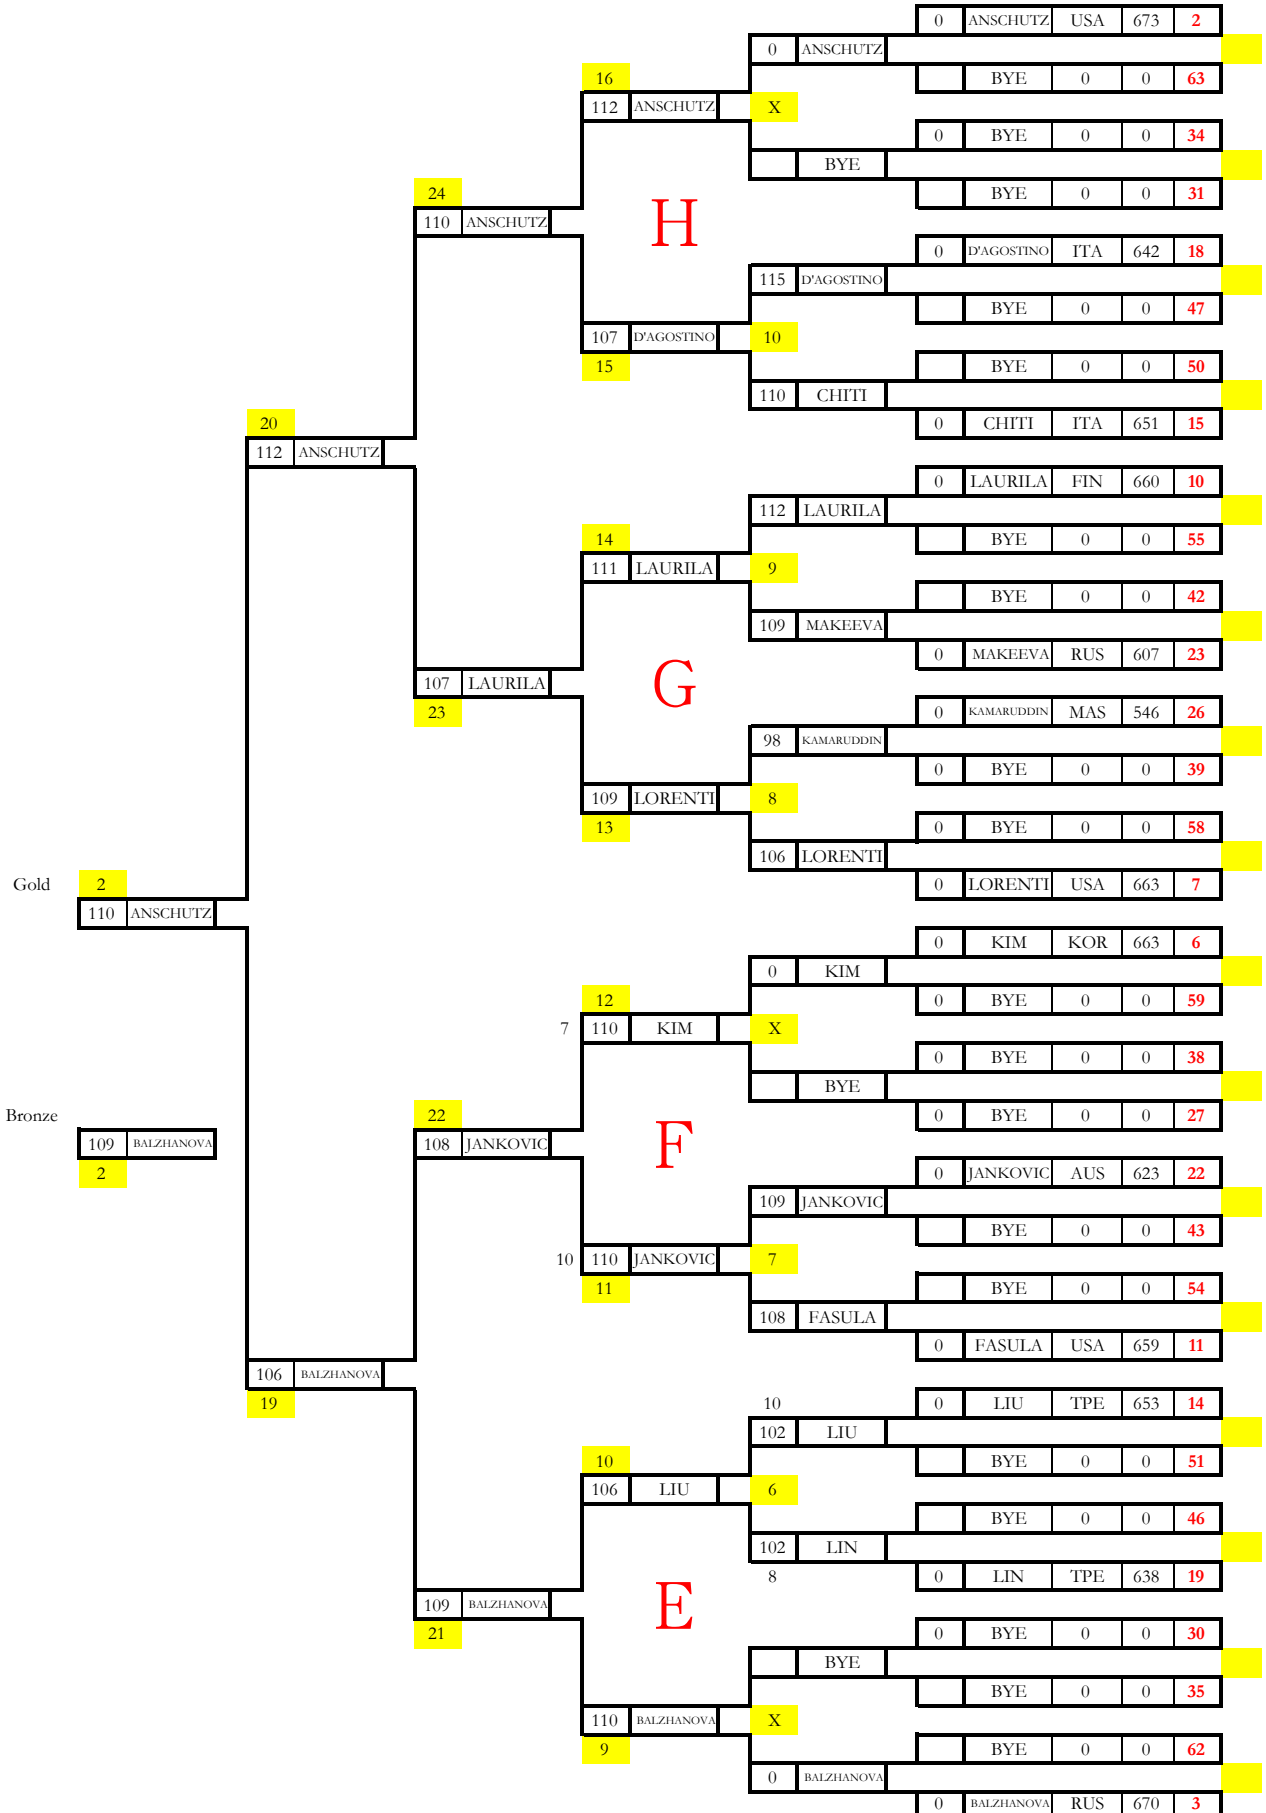 0 ANSCHUTZ USA 673 2
0 ANSCHUTZ
16 BYE 0 0 63
112 ANSCHUTZ X
0 BYE 0 0 34
BYE
24 BYE 0 0 31
110 ANSCHUTZ
H
0 D'AGOSTINO ITA 642 18
115 D'AGOSTINO
BYE 0 0 47
107 D'AGOSTINO 10
15 BYE 0 0 50
110 CHITI
20 0 CHITI ITA 651 15
112 ANSCHUTZ
0 LAURILA FIN 660 10
112 LAURILA
14 BYE 0 0 55
111 LAURILA 9
BYE 0 0 42
109 MAKEEVA
0 MAKEEVA RUS 607 23
107 LAURILA
G
23 0 KAMARUDDIN MAS 546 26
98 KAMARUDDIN
0 BYE 0 0 39
109 LORENTI 8
13 0 BYE 0 0 58
106 LORENTI
Gold 2 0 LORENTI USA 663 7
110 ANSCHUTZ
0 KIM KOR 663 6
0 KIM
12 0 BYE 0 0 59
7 110 KIM X
0 BYE 0 0 38
BYE
Bronze 22 0 BYE 0 0 27
109 BALZHANOVA 108 JANKOVIC
F
2 0 JANKOVIC AUS 623 22
109 JANKOVIC
BYE 0 0 43
10 110 JANKOVIC 7
11 BYE 0 0 54
108 FASULA
0 FASULA USA 659 11
106 BALZHANOVA
19 10 0 LIU TPE 653 14
102 LIU
10 BYE 0 0 51
106 LIU 6
BYE 0 0 46
102 LIN
8 0 LIN TPE 638 19
109 BALZHANOVA
E
21 0 BYE 0 0 30
BYE
BYE 0 0 35
110 BALZHANOVA X
9 BYE 0 0 62
0 BALZHANOVA
0 BALZHANOVA RUS 670 3